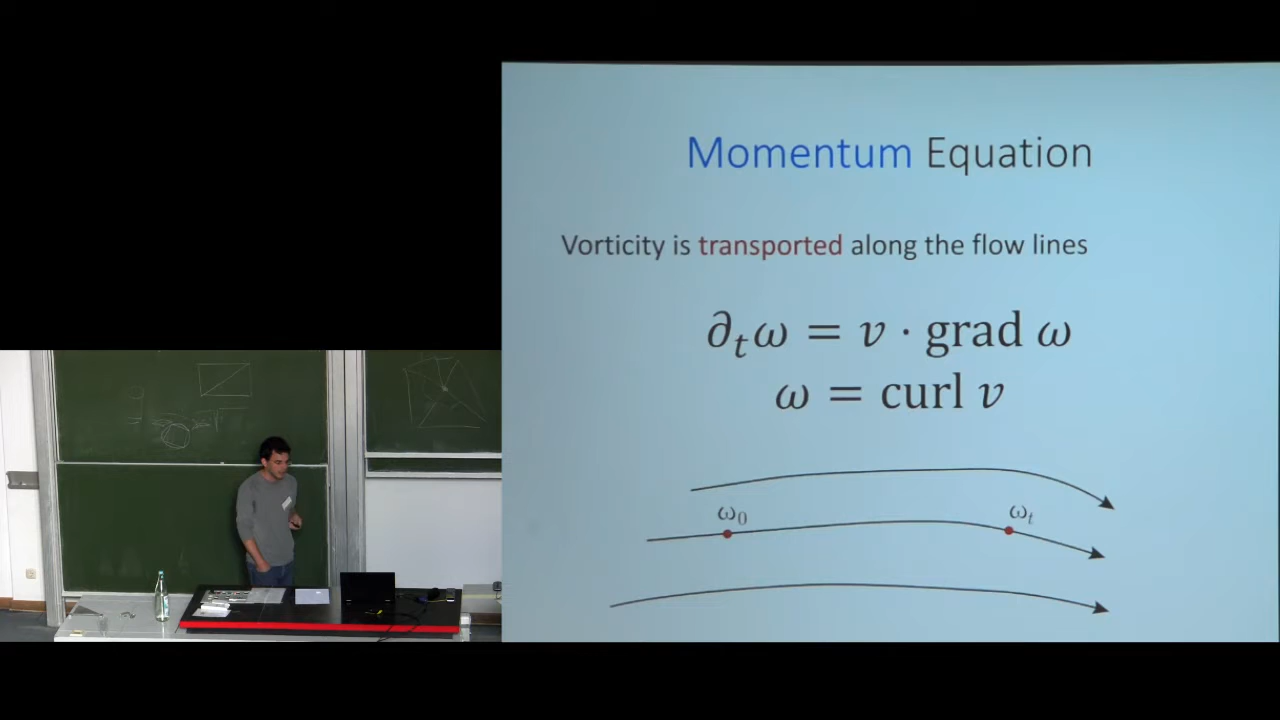 Momentum Equation
Vorticity is transported along the flow lines
∂ₜω = v · grad ω
ω = curl v
ω₀ ωₜ